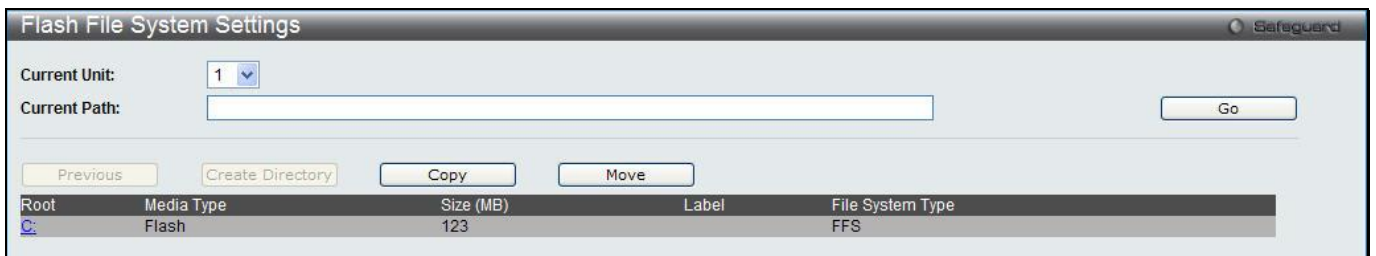 Flash File System Settings
Safeguard
Current Unit: 1
Current Path:
Go
Previous Create Directory Copy Move
Root Media Type Size (MB) Label File System Type
C: Flash 123 FFS